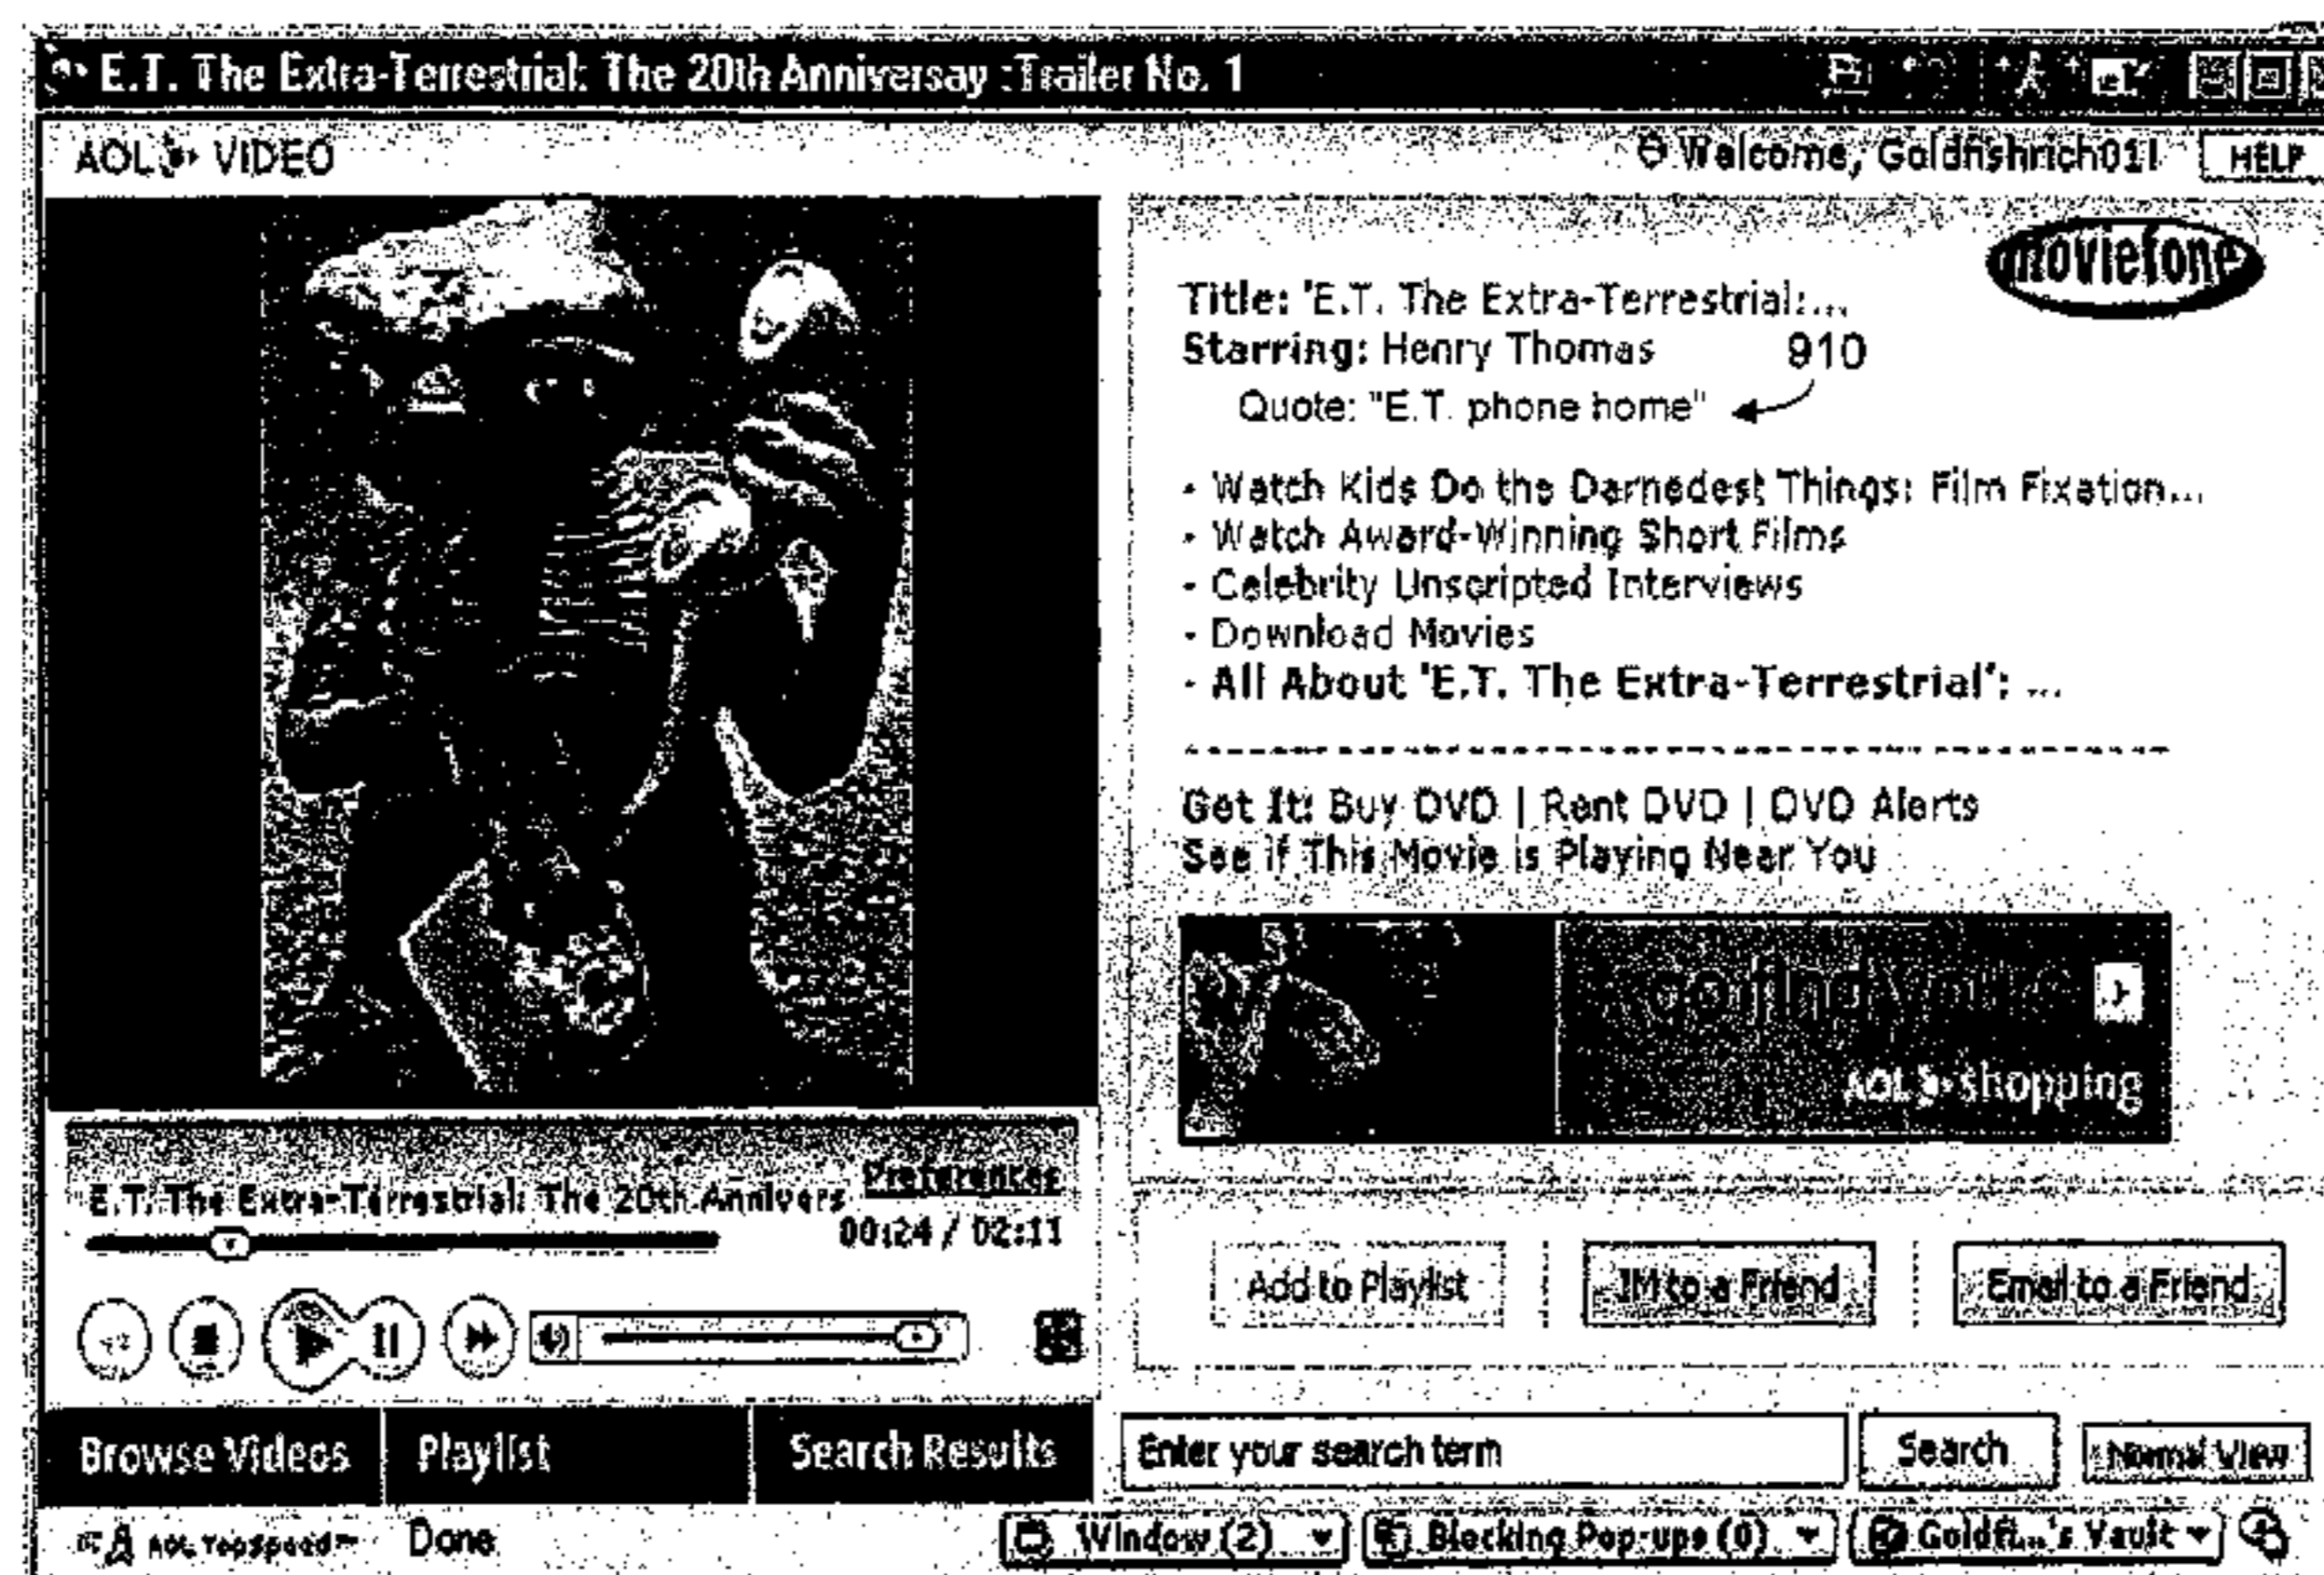 E.T. The Extra-Terrestrial: The 20th Anniversay :Trailer No. 1
AOL VIDEO
Welcome, Goldfishrich01! HELP
moviefone
Title: 'E.T. The Extra-Terrestrial:...
Starring: Henry Thomas 910
Quote: "E.T. phone home"
- Watch Kids Do the Darnedest Things: Film Fixation...
- Watch Award-Winning Short Films
- Celebrity Unscripted Interviews
- Download Movies
- All About 'E.T. The Extra-Terrestrial': ...
Get It: Buy DVD | Rent DVD | DVD Alerts
See if This Movie is Playing Near You
AOL shopping
Preferences
E.T. The Extra-Terrestrial: The 20th Annivers
00:24 / 02:11
Add to Playlist IM to a Friend Email to a Friend
Browse Videos Playlist Search Results
Enter your search term Search Normal View
AOL TopSpeed™ Done Window (2) Blocking Pop-ups (0) Goldfi...'s Vault